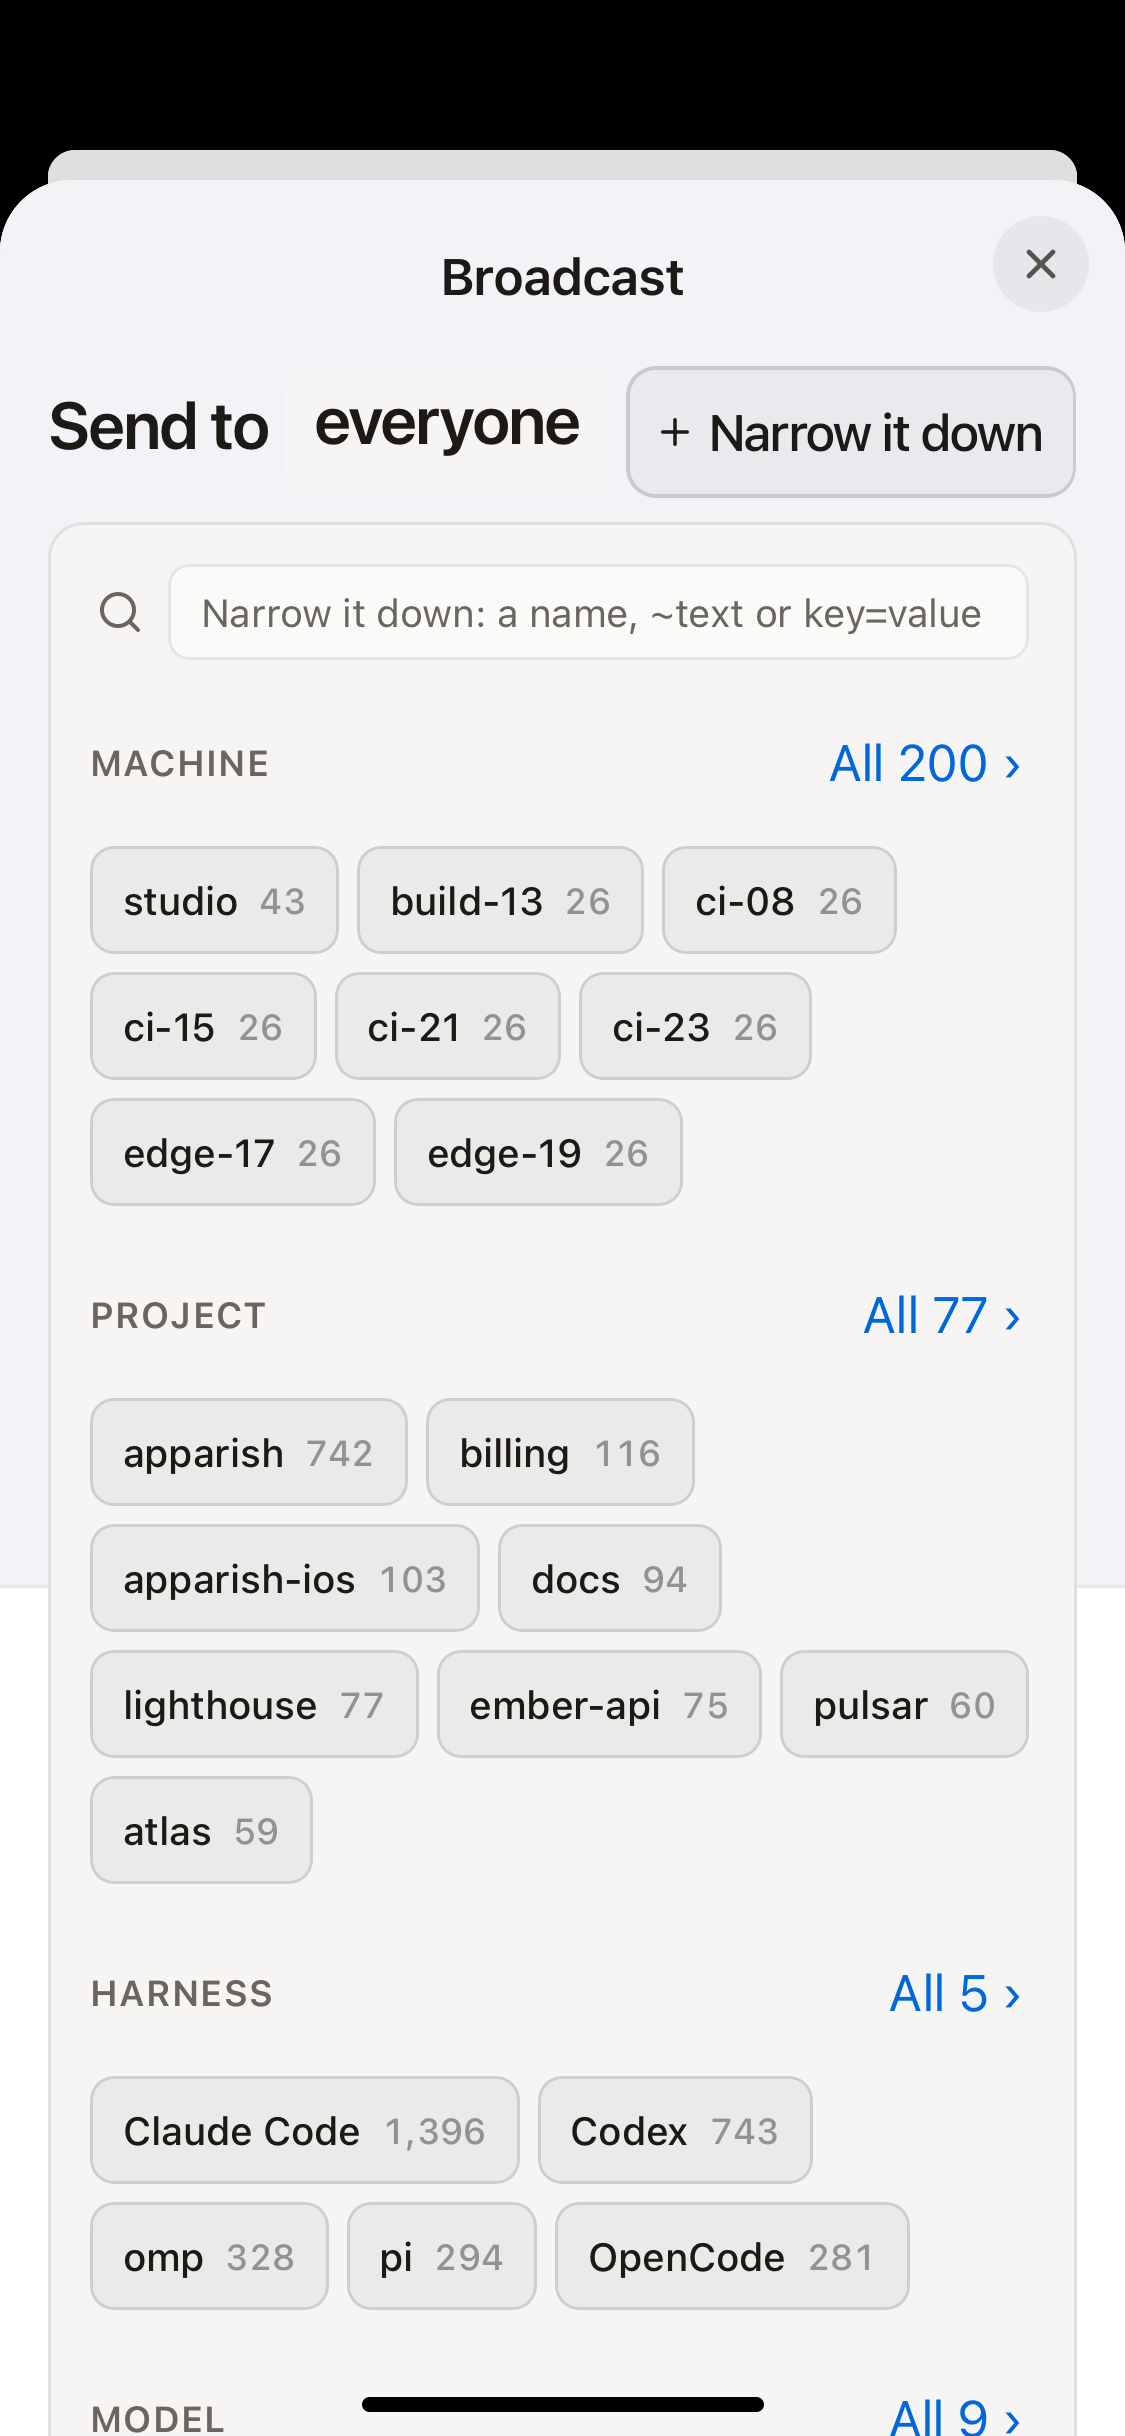 Broadcast
Send to everyone + Narrow it down
Narrow it down: a name, ~text or key=value
MACHINE All 200 ›
studio 43 build-13 26 ci-08 26
ci-15 26 ci-21 26 ci-23 26
edge-17 26 edge-19 26
PROJECT All 77 ›
apparish 742 billing 116
apparish-ios 103 docs 94
lighthouse 77 ember-api 75 pulsar 60
atlas 59
HARNESS All 5 ›
Claude Code 1,396 Codex 743
omp 328 pi 294 OpenCode 281
MODEL All 9 ›